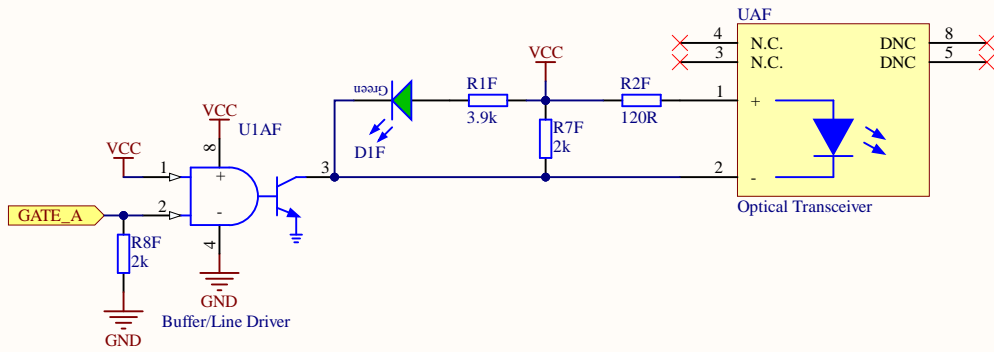 UAF
4 N.C. DNC 8
3 N.C. DNC 5
VCC
Green
R1F
3.9k
R2F
120R
1 +
VCC
U1AF
D1F
R7F
2k
8
VCC
1 +
3
2 -
Optical Transceiver
GATE_A
2 -
R8F
2k
4
GND
Buffer/Line Driver
GND